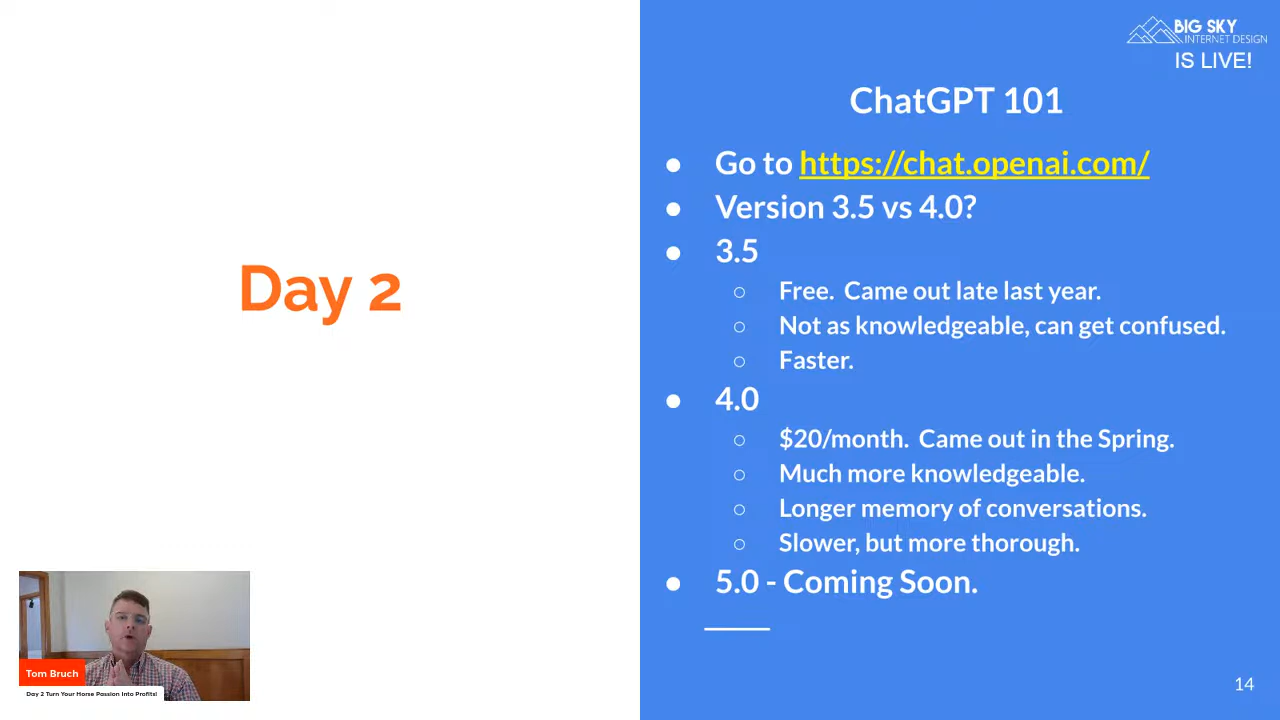 BIG SKY
INTERNET DESIGN
IS LIVE!
Day 2
ChatGPT 101
● Go to https://chat.openai.com/
● Version 3.5 vs 4.0?
● 3.5
○ Free. Came out late last year.
○ Not as knowledgeable, can get confused.
○ Faster.
● 4.0
○ $20/month. Came out in the Spring.
○ Much more knowledgeable.
○ Longer memory of conversations.
○ Slower, but more thorough.
● 5.0 - Coming Soon.
Tom Bruch
Day 2 Turn Your Horse Passion Into Profits!
14